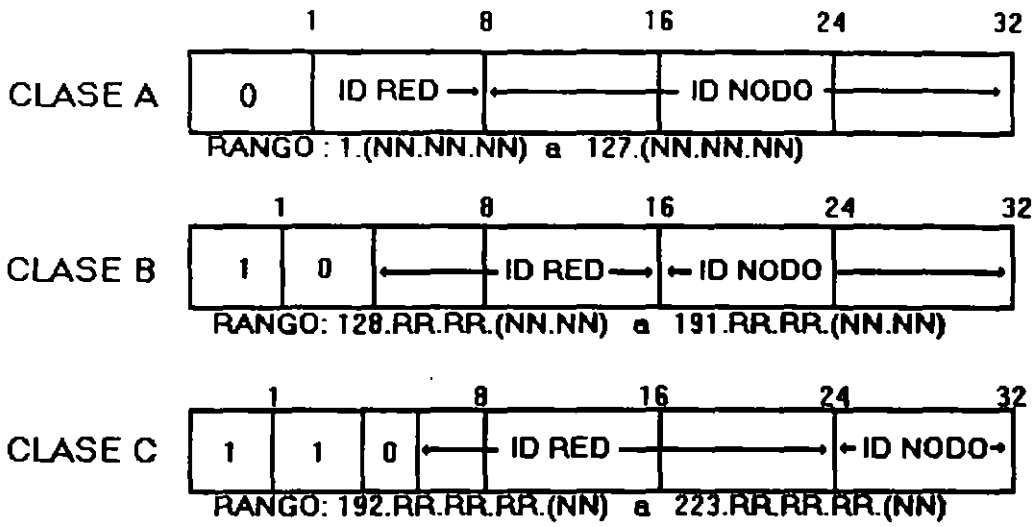 1 8 16 24 32
CLASE A 0 ID RED ID NODO
RANGO : 1.(NN.NN.NN) a 127.(NN.NN.NN)
1 8 16 24 32
CLASE B 1 0 ID RED ID NODO
RANGO: 128.RR.RR.(NN.NN) a 191.RR.RR.(NN.NN)
1 8 16 24 32
CLASE C 1 1 0 ID RED ID NODO
RANGO: 192.RR.RR.RR.(NN) a 223.RR.RR.RR.(NN)